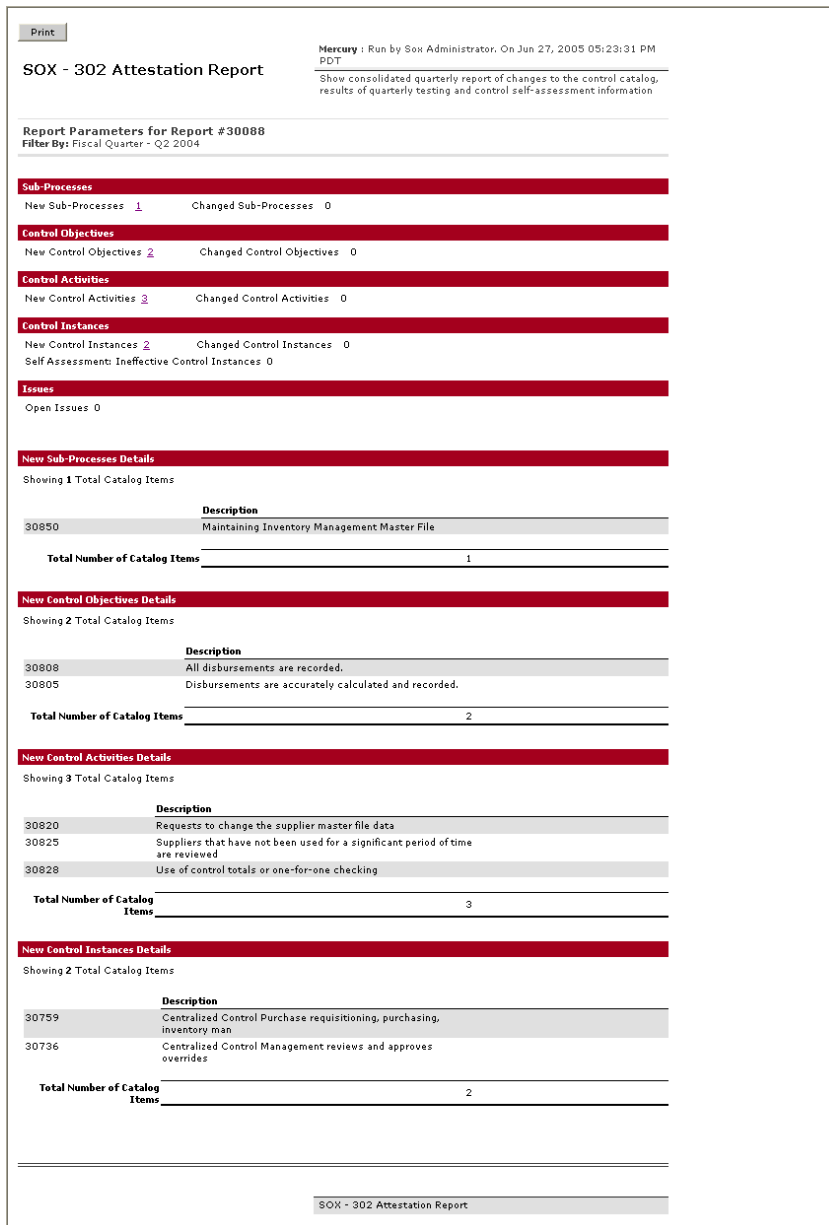 Print
Mercury : Run by Sox Administrator. On Jun 27, 2005 05:23:31 PM
PDT
SOX - 302 Attestation Report
Show consolidated quarterly report of changes to the control catalog,
results of quarterly testing and control self-assessment information
Report Parameters for Report #30088
Filter By: Fiscal Quarter - Q2 2004
Sub-Processes
New Sub-Processes 1 Changed Sub-Processes 0
Control Objectives
New Control Objectives 2 Changed Control Objectives 0
Control Activities
New Control Activities 3 Changed Control Activities 0
Control Instances
New Control Instances 2 Changed Control Instances 0
Self Assessment: Ineffective Control Instances 0
Issues
Open Issues 0
New Sub-Processes Details
Showing 1 Total Catalog Items
Description
30850 Maintaining Inventory Management Master File
Total Number of Catalog Items 1
New Control Objectives Details
Showing 2 Total Catalog Items
Description
30808 All disbursements are recorded.
30805 Disbursements are accurately calculated and recorded.
Total Number of Catalog Items 2
New Control Activities Details
Showing 3 Total Catalog Items
Description
30820 Requests to change the supplier master file data
30825 Suppliers that have not been used for a significant period of time
are reviewed
30828 Use of control totals or one-for-one checking
Total Number of Catalog
Items 3
New Control Instances Details
Showing 2 Total Catalog Items
Description
30759 Centralized Control Purchase requisitioning, purchasing,
inventory man
30736 Centralized Control Management reviews and approves
overrides
Total Number of Catalog
Items 2
SOX - 302 Attestation Report